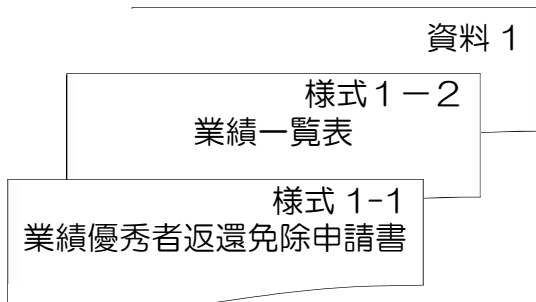 資料 1
様式１－２
業績一覧表
様式 1-1
業績優秀者返還免除申請書